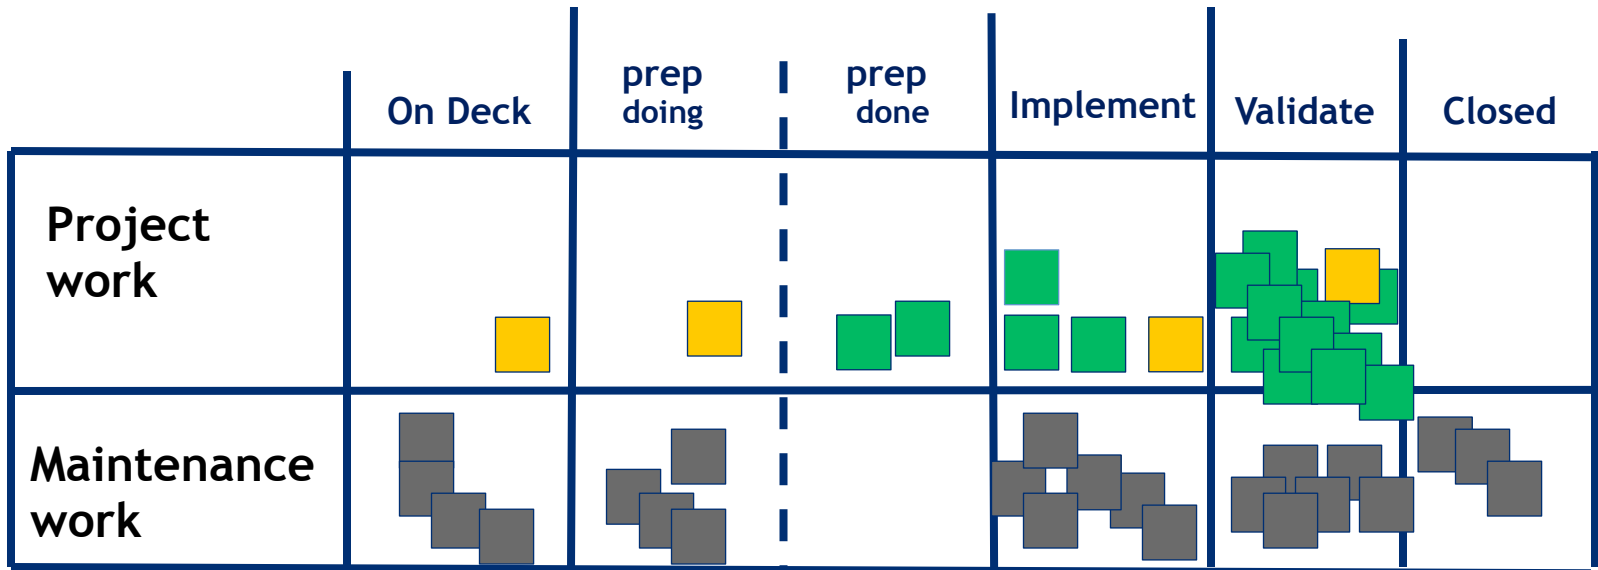 On Deck
prep
doing
prep
done
Implement
Validate
Closed
Project
work
Maintenance
work